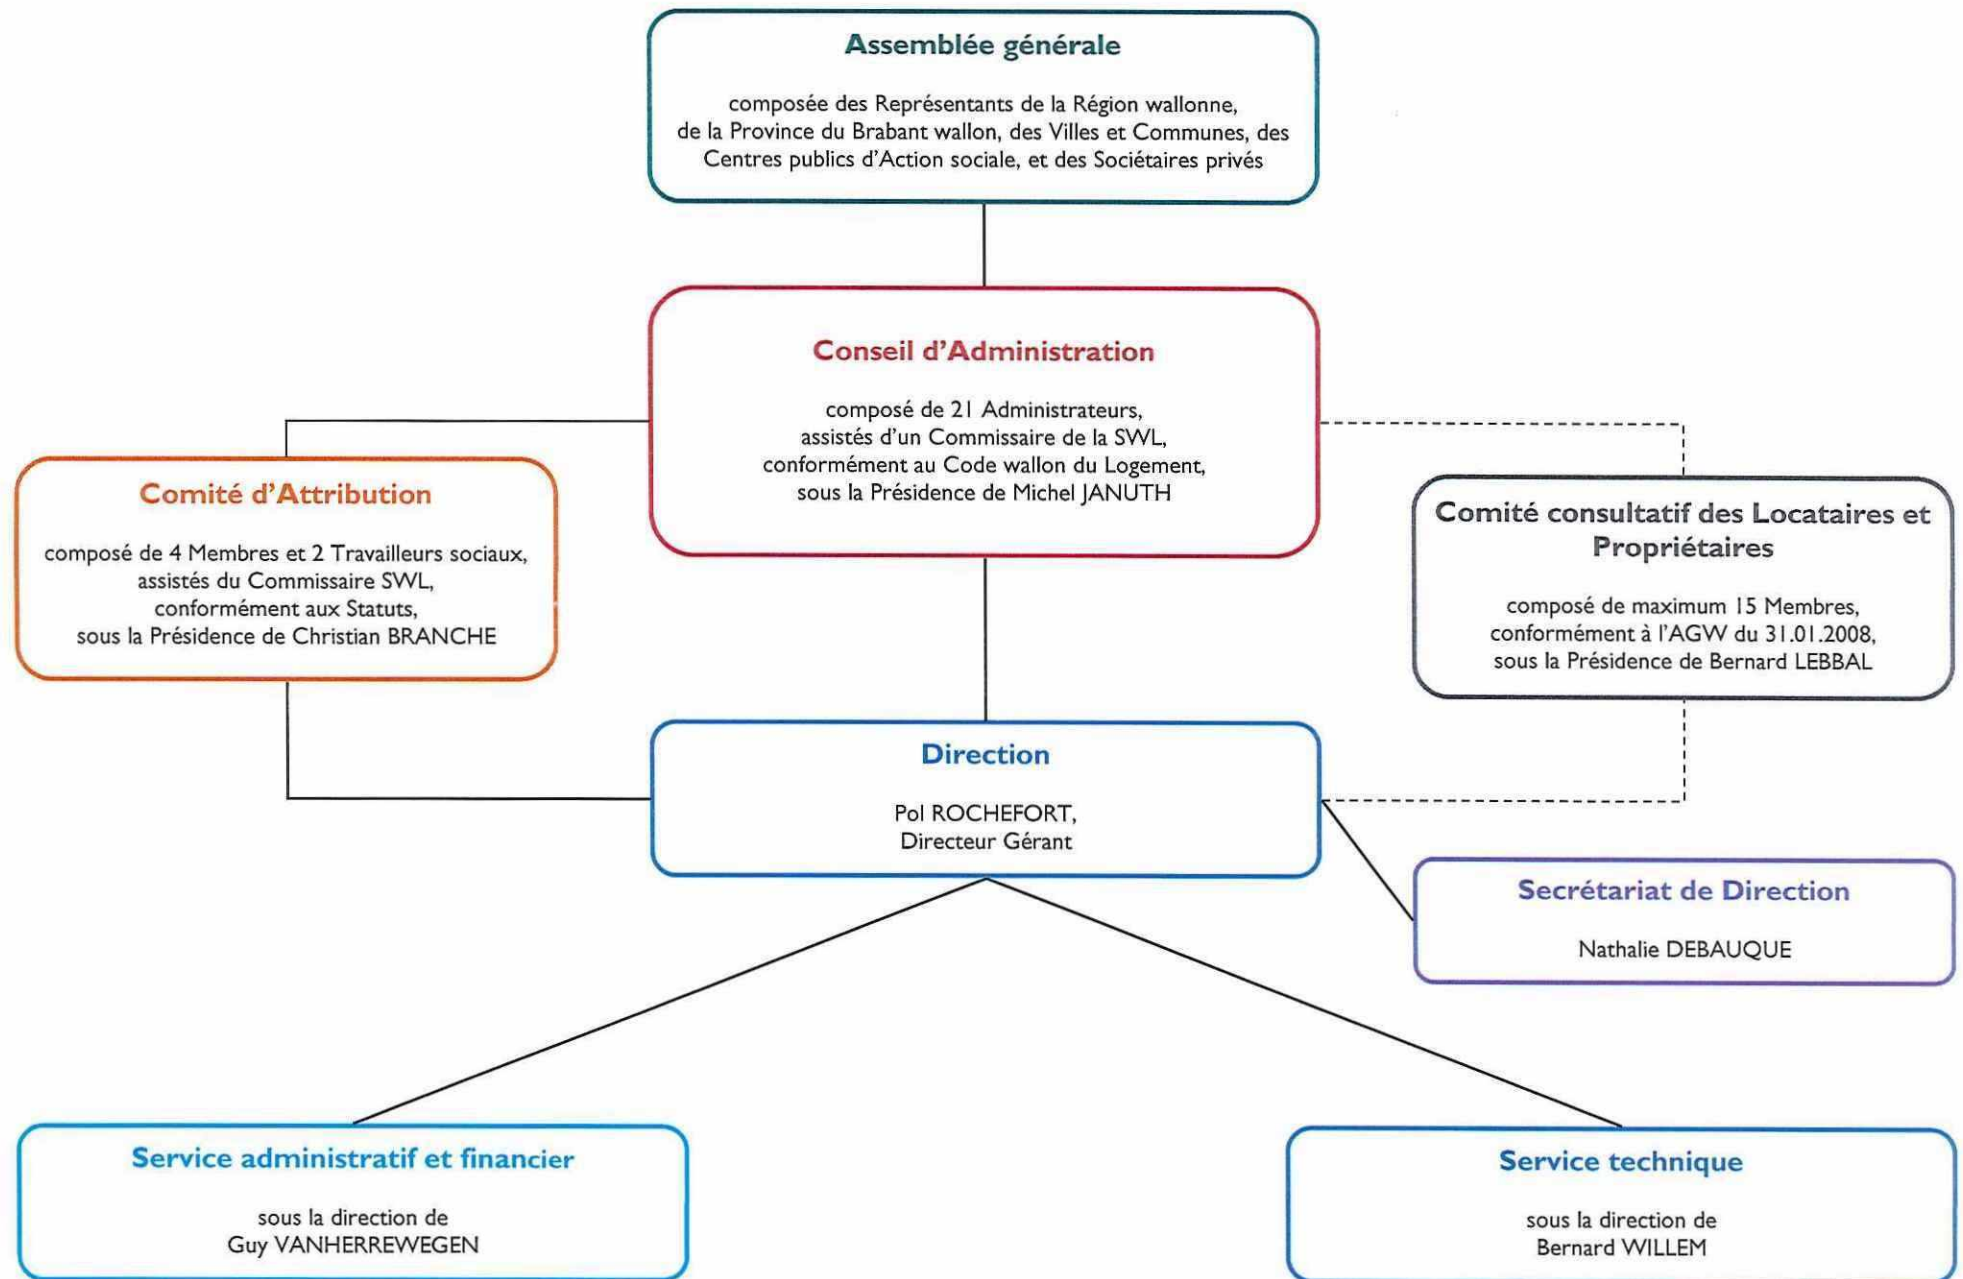 Assemblée générale
composée des Représentants de la Région wallonne,
de la Province du Brabant wallon, des Villes et Communes, des
Centres publics d'Action sociale, et des Sociétaires privés
Conseil d'Administration
composé de 21 Administrateurs,
assistés d'un Commissaire de la SWL,
conformément au Code wallon du Logement,
sous la Présidence de Michel JANUTH
Comité d'Attribution
composé de 4 Membres et 2 Travailleurs sociaux,
assistés du Commissaire SWL,
conformément aux Statuts,
sous la Présidence de Christian BRANCHE
Comité consultatif des Locataires et
Propriétaires
composé de maximum 15 Membres,
conformément à l'AGW du 31.01.2008,
sous la Présidence de Bernard LEBBAL
Direction
Pol ROCHEFORT,
Directeur Gérant
Secrétariat de Direction
Nathalie DEBAUQUE
Service administratif et financier
sous la direction de
Guy VANHERREWEGEN
Service technique
sous la direction de
Bernard WILLEM